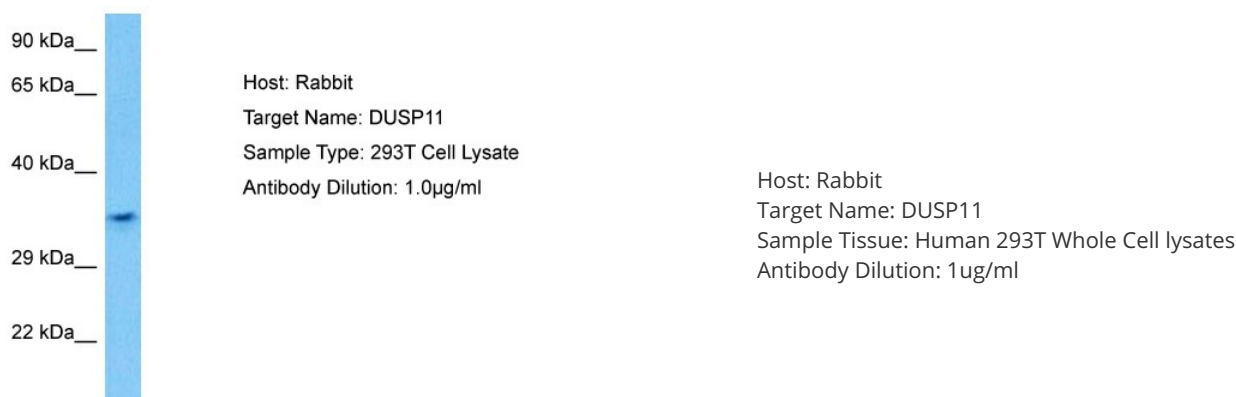 90 kDa__
65 kDa__
40 kDa__
29 kDa__
22 kDa__
Host: Rabbit
Target Name: DUSP11
Sample Type: 293T Cell Lysate
Antibody Dilution: 1.0µg/ml
Host: Rabbit
Target Name: DUSP11
Sample Tissue: Human 293T Whole Cell lysates
Antibody Dilution: 1ug/ml